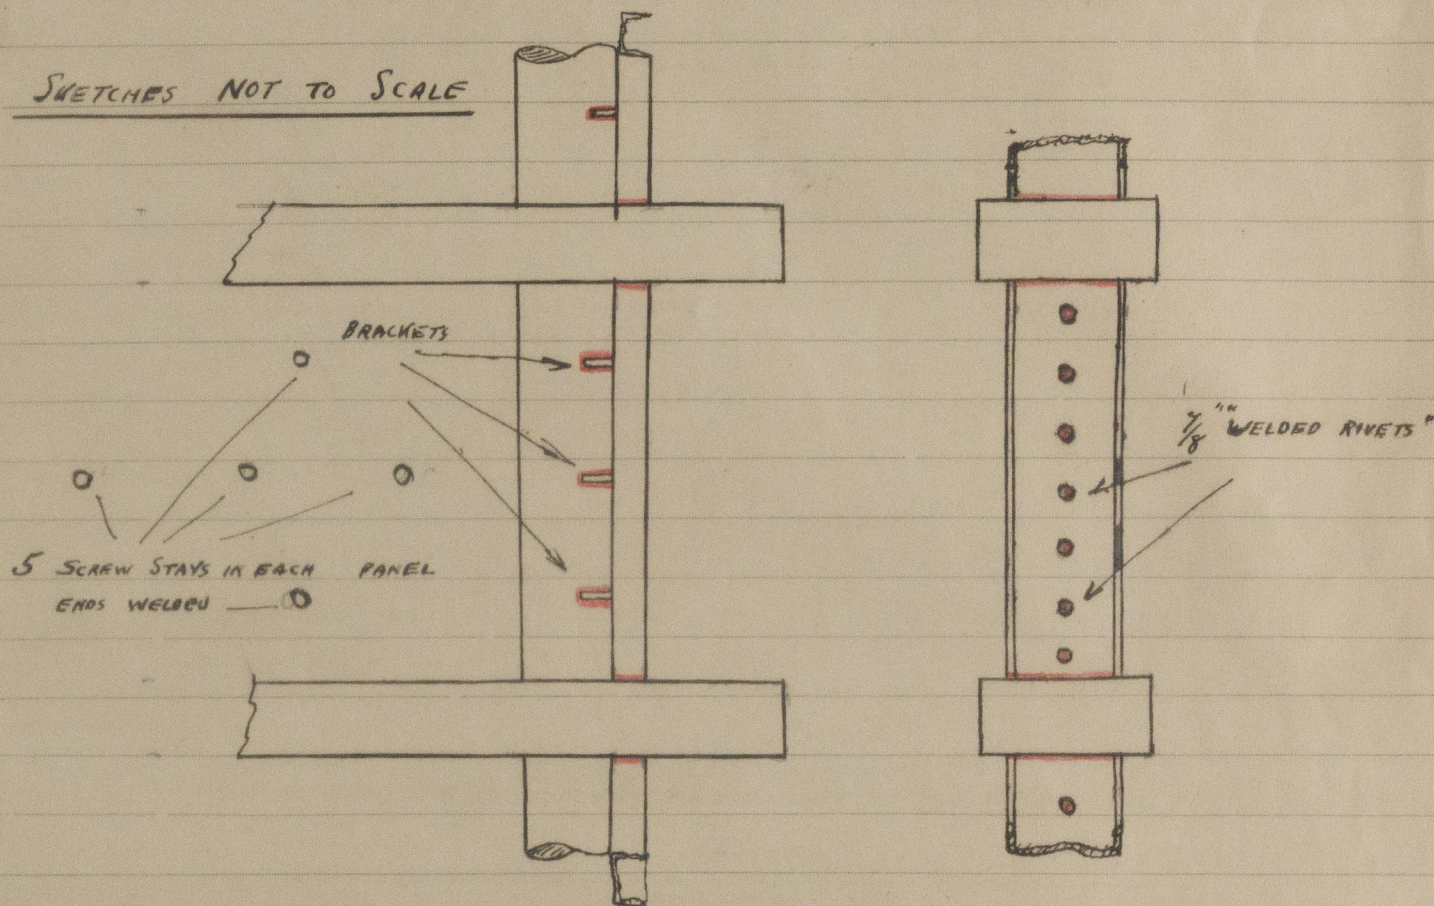 SKETCHES NOT TO SCALE
BRACKETS
7/8" "WELDED RIVETS"
5 SCREW STAYS IN EACH PANEL
ENDS WELDED